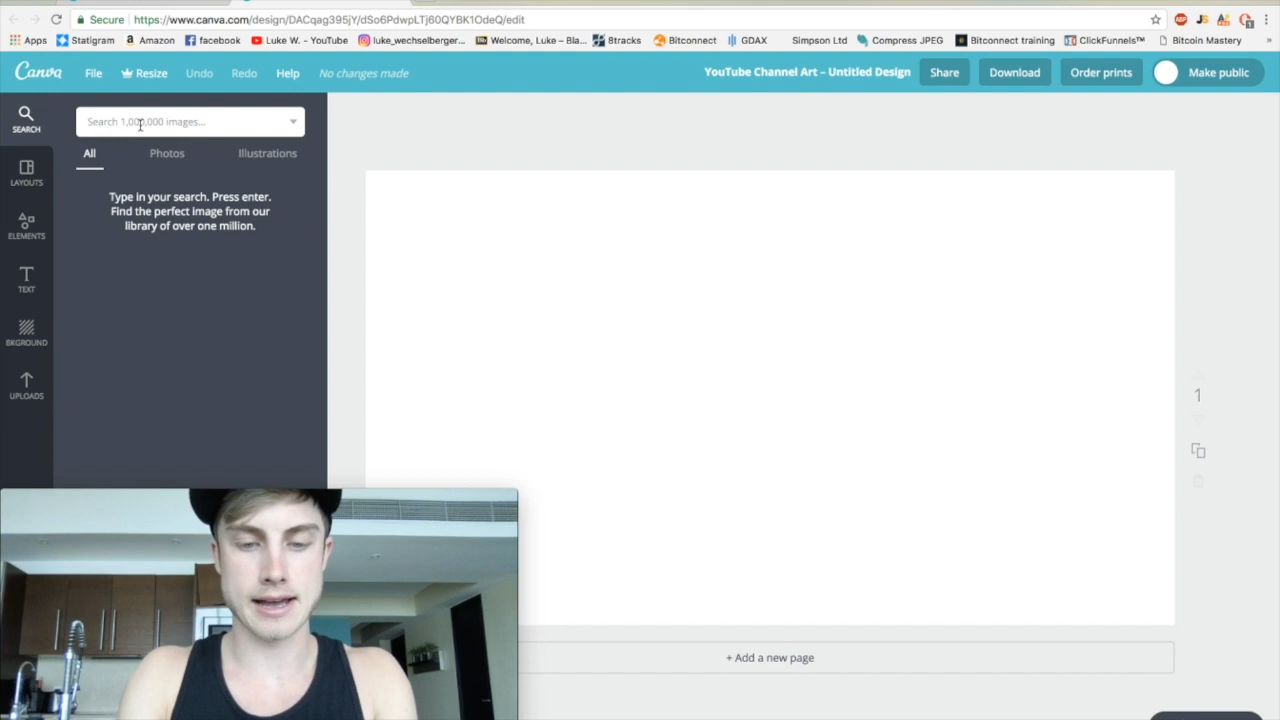 Secure https://www.canva.com/design/DACqag395jY/dSo6PdwpLTj60QYBK1OdeQ/edit
Apps Statigram Amazon facebook Luke W. - YouTube luke_wechselberger... Welcome, Luke – Bla... 8tracks Bitconnect GDAX Simpson Ltd Compress JPEG Bitconnect training ClickFunnels™ Bitcoin Mastery »
Canva File Resize Undo Redo Help No changes made YouTube Channel Art – Untitled Design Share Download Order prints Make public
SEARCH
Search 1,000,000 images...
All Photos Illustrations
LAYOUTS
Type in your search. Press enter.
Find the perfect image from our
library of over one million.
ELEMENTS
TEXT
BKGROUND
UPLOADS
1
+ Add a new page